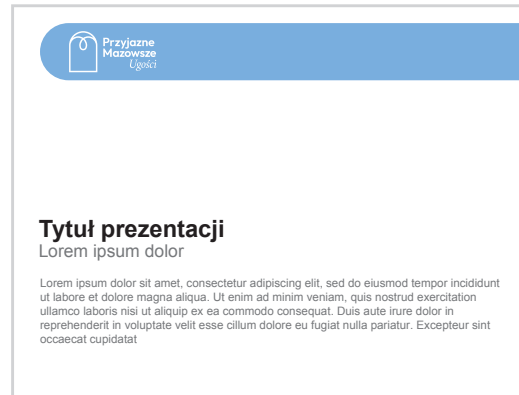 Przyjazne
Mazowsze
Ugości
Tytuł prezentacji
Lorem ipsum dolor
Lorem ipsum dolor sit amet, consectetur adipiscing elit, sed do eiusmod tempor incididunt
ut labore et dolore magna aliqua. Ut enim ad minim veniam, quis nostrud exercitation
ullamco laboris nisi ut aliquip ex ea commodo consequat. Duis aute irure dolor in
reprehenderit in voluptate velit esse cillum dolore eu fugiat nulla pariatur. Excepteur sint
occaecat cupidatat